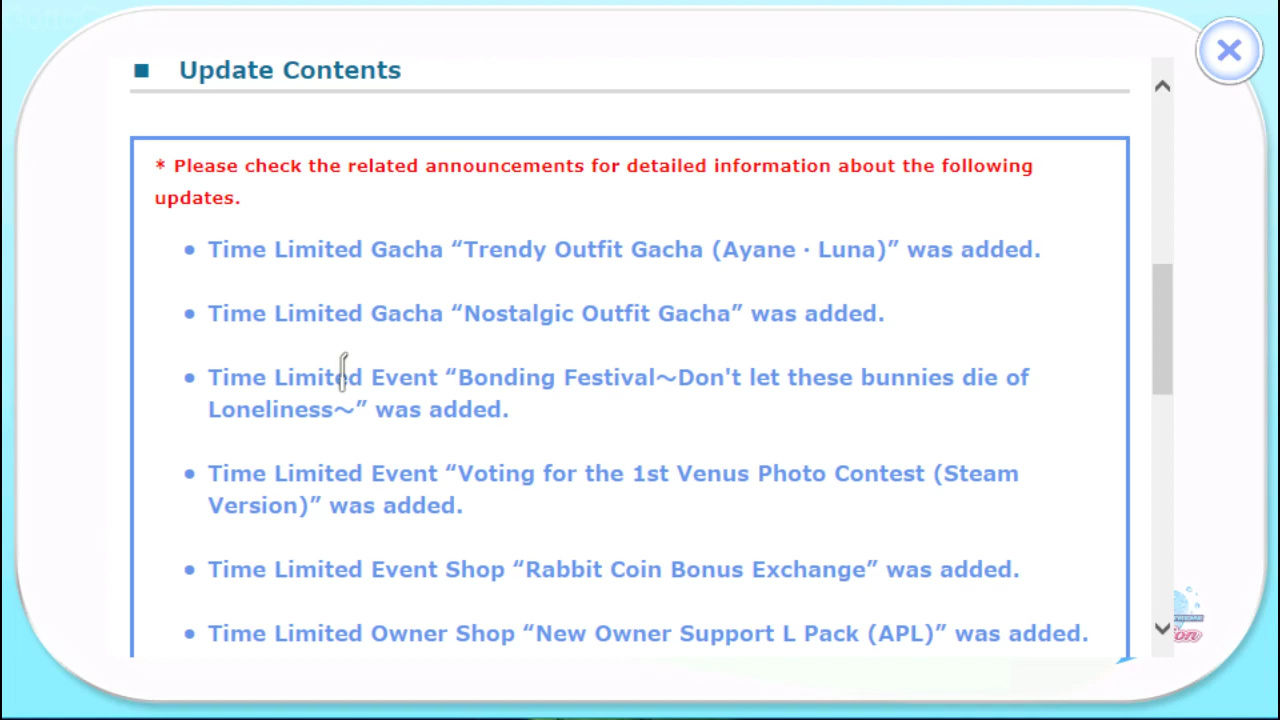 ■ Update Contents
* Please check the related announcements for detailed information about the following
updates.
● Time Limited Gacha “Trendy Outfit Gacha (Ayane · Luna)” was added.
● Time Limited Gacha “Nostalgic Outfit Gacha” was added.
● Time Limited Event “Bonding Festival～Don't let these bunnies die of
Loneliness～” was added.
● Time Limited Event “Voting for the 1st Venus Photo Contest (Steam
Version)” was added.
● Time Limited Event Shop “Rabbit Coin Bonus Exchange” was added.
● Time Limited Owner Shop “New Owner Support L Pack (APL)” was added.